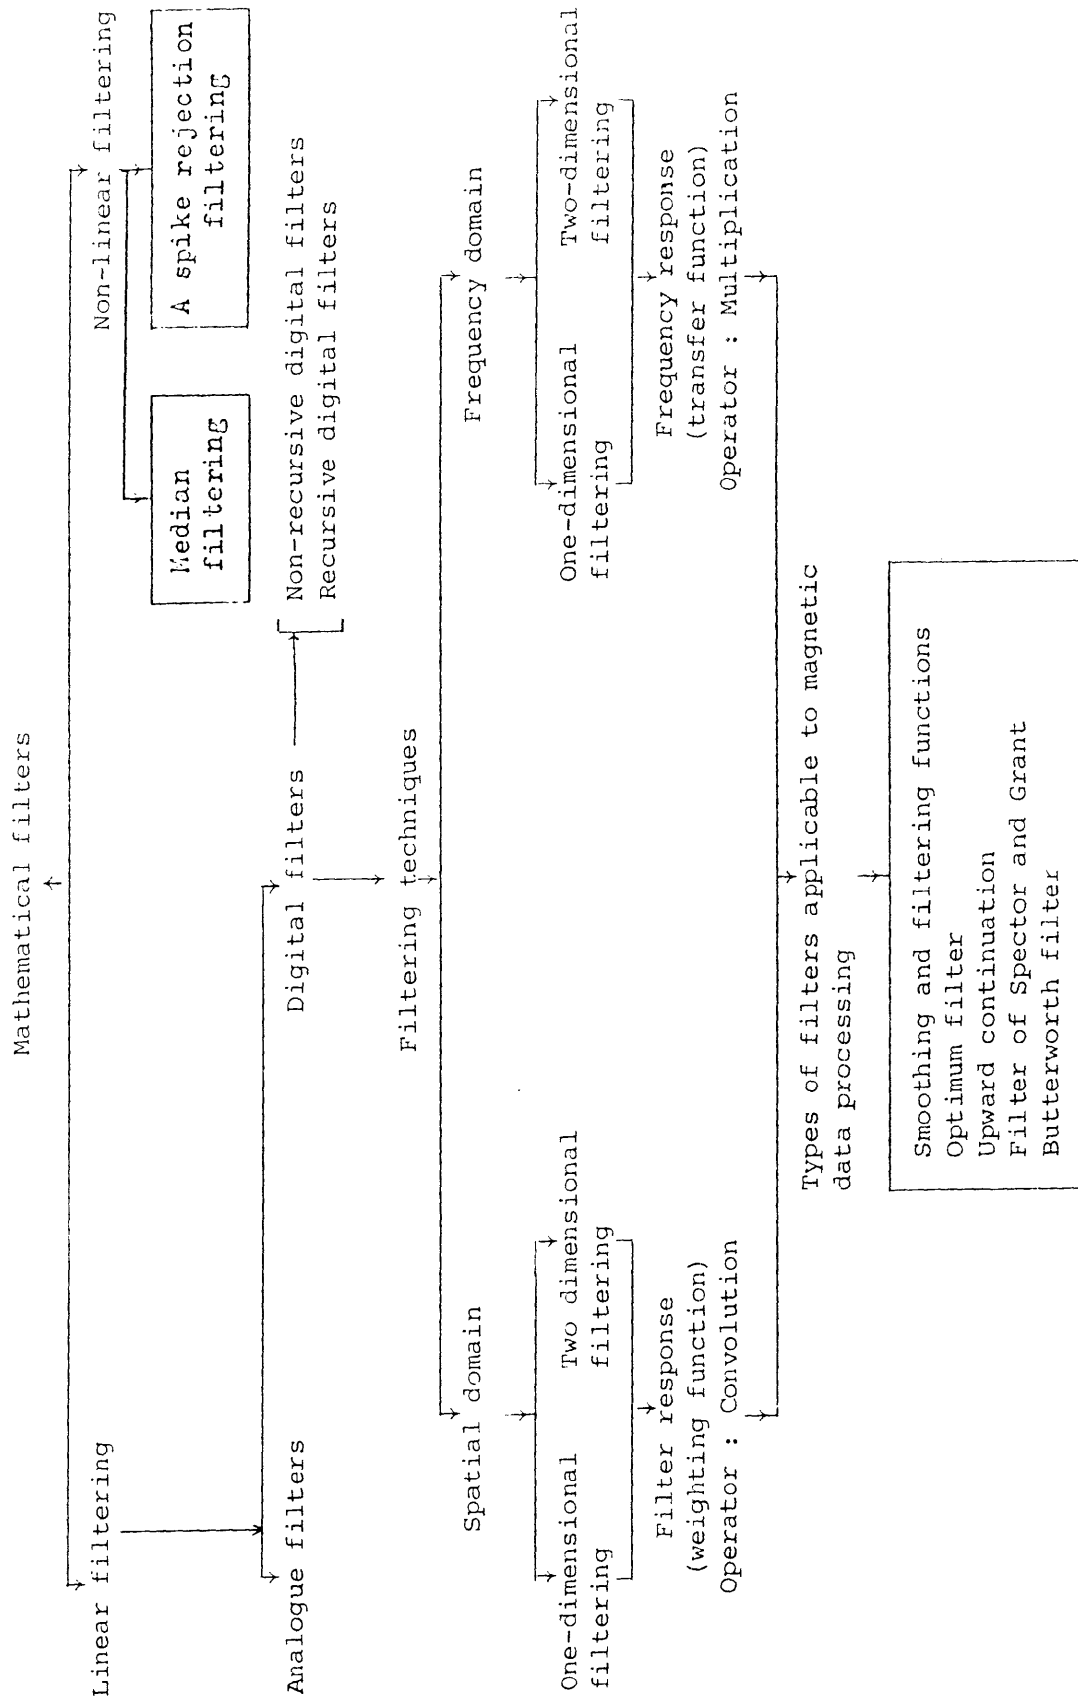 Mathematical filters
Linear filtering
Non-linear filtering
Median
filtering
A spike rejection
filtering
Analogue filters
Digital filters
Non-recursive digital filters
Recursive digital filters
Filtering techniques
Spatial domain
Frequency domain
One-dimensional
filtering
Two dimensional
filtering
One-dimensional
filtering
Two-dimensional
filtering
Filter response
(weighting function)
Operator : Convolution
Frequency response
(transfer function)
Operator : Multiplication
Types of filters applicable to magnetic
data processing
Smoothing and filtering functions
Optimum filter
Upward continuation
Filter of Spector and Grant
Butterworth filter